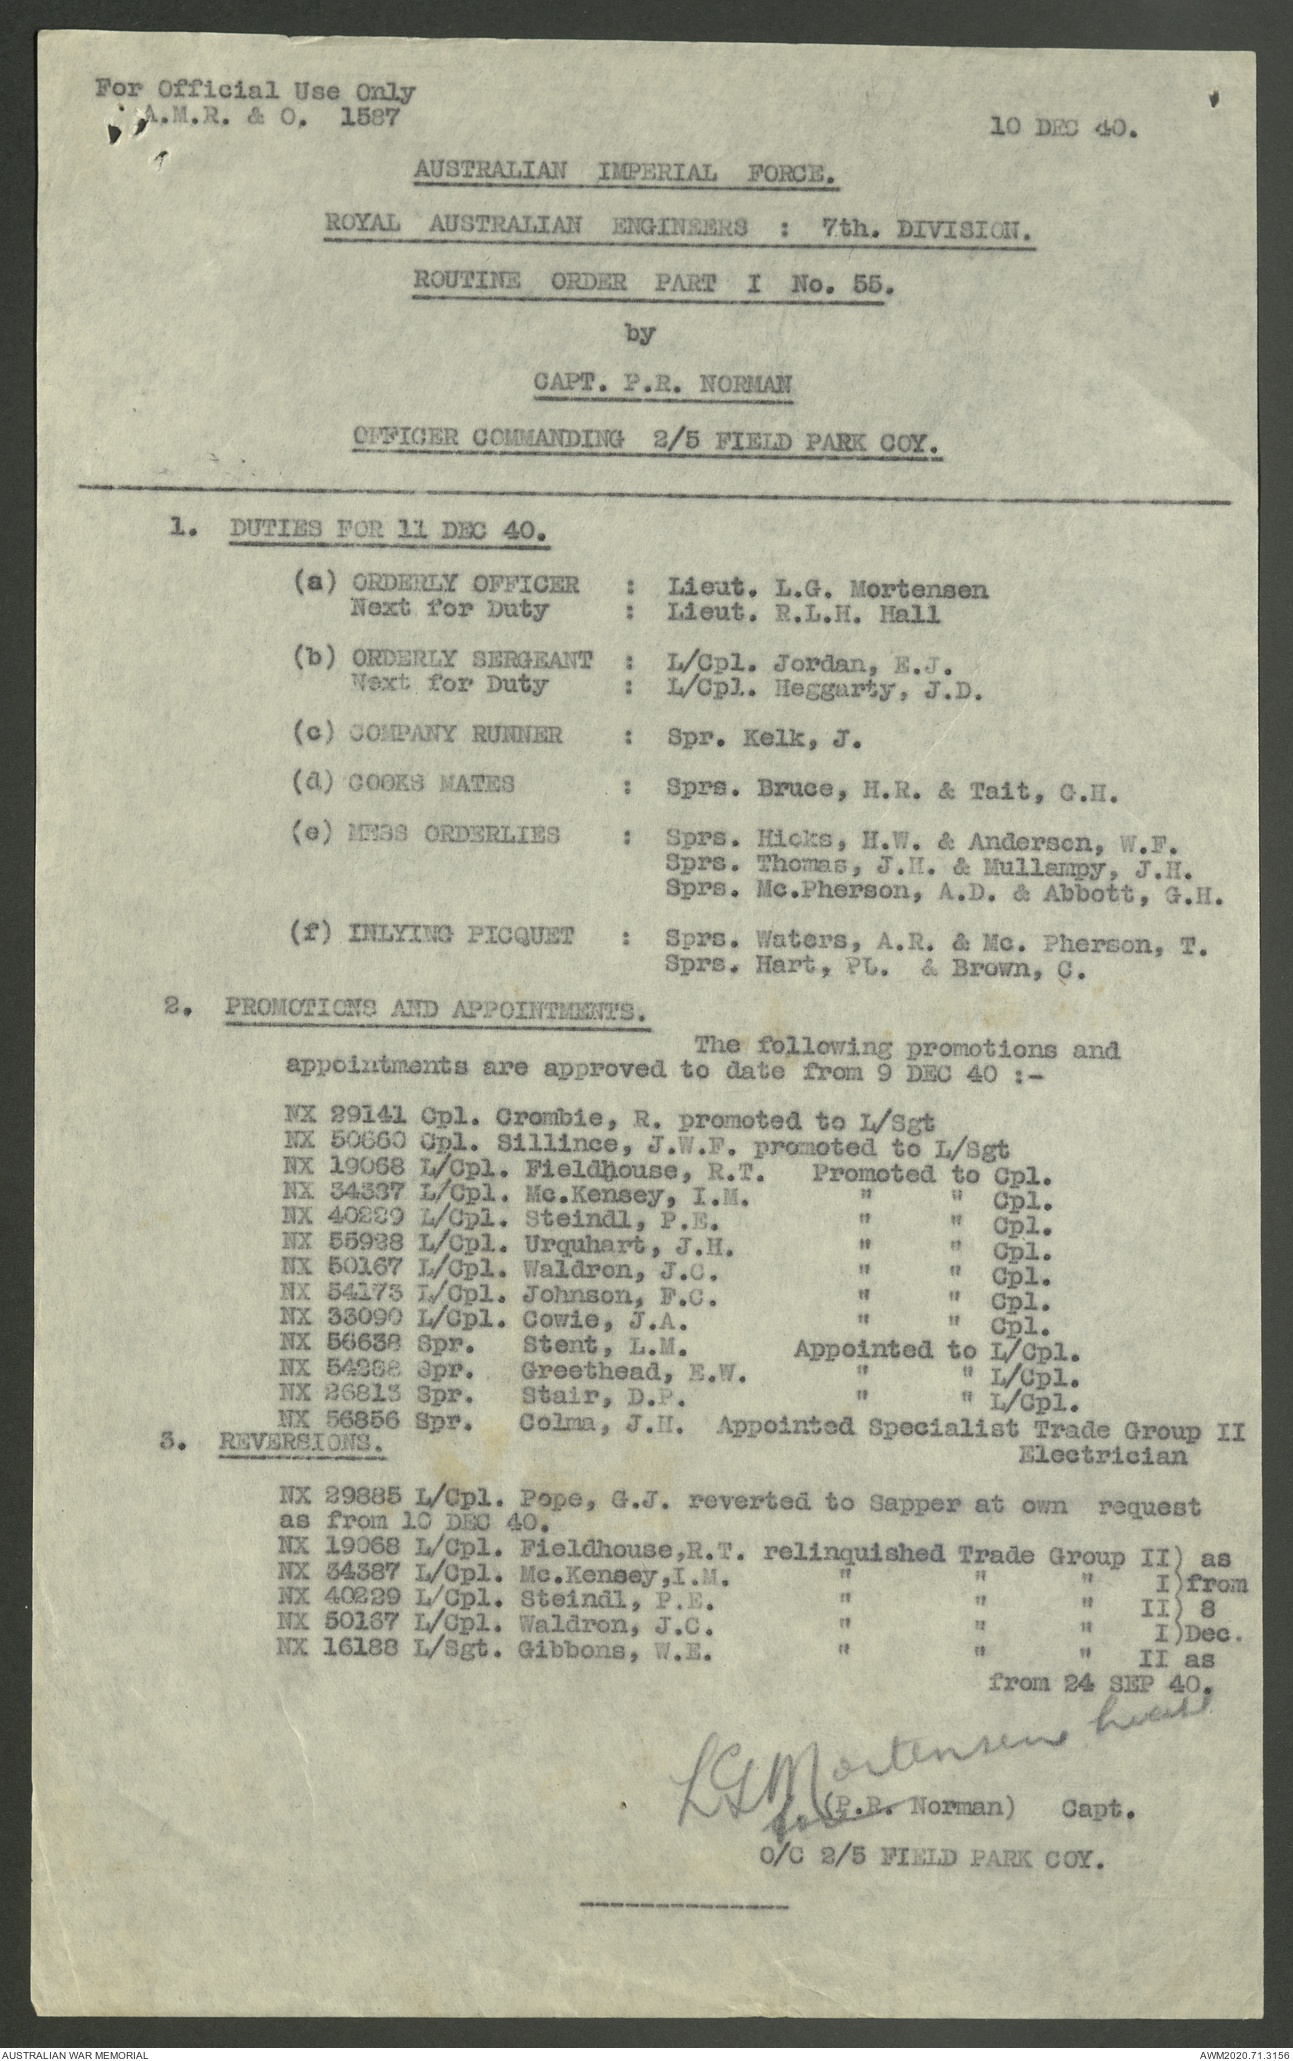 For Official Use Only
A.M.R. & O. 1587
10 DEC 40.
AUSTRALIAN IMPERIAL FORCE.
ROYAL AUSTRALIAN ENGINEERS : 7th. DIVISION.
ROUTINE ORDER PART I No. 55.
by
CAPT. P.R. NORMAN
OFFICER COMMANDING 2/5 FIELD PARK COY.
1. DUTIES FOR 11 DEC 40.
(a) ORDERLY OFFICER : Lieut. L.G. Mortensen
Next for Duty : Lieut. R.L.H. Hall
(b) ORDERLY SERGEANT : L/Cpl. Jordan, E.J.
Next for Duty : L/Cpl. Heggarty, J.D.
(c) COMPANY RUNNER : Spr. Kelk, J.
(d) COOKS MATES : Sprs. Bruce, H.R. & Tait, G.H.
(e) MESS ORDERLIES : Sprs. Hicks, H.W. & Anderson, W.F.
Sprs. Thomas, J.H. & Mullampy, J.H.
Sprs. Mc.Pherson, A.D. & Abbott, G.H.
(f) INLYING PICQUET : Sprs. Waters, A.R. & Mc. Pherson, T.
Sprs. Hart, PL. & Brown, C.
2. PROMOTIONS AND APPOINTMENTS.
The following promotions and
appointments are approved to date from 9 DEC 40 :-
NX 29141 Cpl. Crombie, R. promoted to L/Sgt
NX 50660 Cpl. Sillince, J.W.F. promoted to L/Sgt
NX 19068 L/Cpl. Fieldhouse, R.T. Promoted to Cpl.
NX 34387 L/Cpl. Mc.Kensey, I.M. " " Cpl.
NX 40229 L/Cpl. Steindl, P.E. " " Cpl.
NX 55928 L/Cpl. Urquhart, J.H. " " Cpl.
NX 50167 L/Cpl. Waldron, J.C. " " Cpl.
NX 54173 L/Cpl. Johnson, F.C. " " Cpl.
NX 33090 L/Cpl. Cowie, J.A. " " Cpl.
NX 56638 Spr. Stent, L.M. Appointed to L/Cpl.
NX Spr. Greethead, E.W. " " L/Cpl.
NX 26813 Spr. Stair, D.P. " " L/Cpl.
NX 56856 Spr. Colma, J.H. Appointed Specialist Trade Group II
Electrician
3. REVERSIONS.
NX 29885 L/Cpl. Pope, G.J. reverted to Sapper at own request
as from 10 DEC 40.
NX 19068 L/Cpl. Fieldhouse,R.T. relinquished Trade Group II) as
NX 34387 L/Cpl. Mc.Kensey,I.M. " " " I)from
NX 40229 L/Cpl. Steindl, P.E. " " " II) 8
NX 50167 L/Cpl. Waldron, J.C. " " " I)Dec.
NX 16188 L/Sgt. Gibbons, W.E. " " " II as
from 24 SEP 40.
LG Mortensen Lieut
for (P.R. Norman) Capt.
O/C 2/5 FIELD PARK COY.
AUSTRALIAN WAR MEMORIAL
AWM2020.71.3156